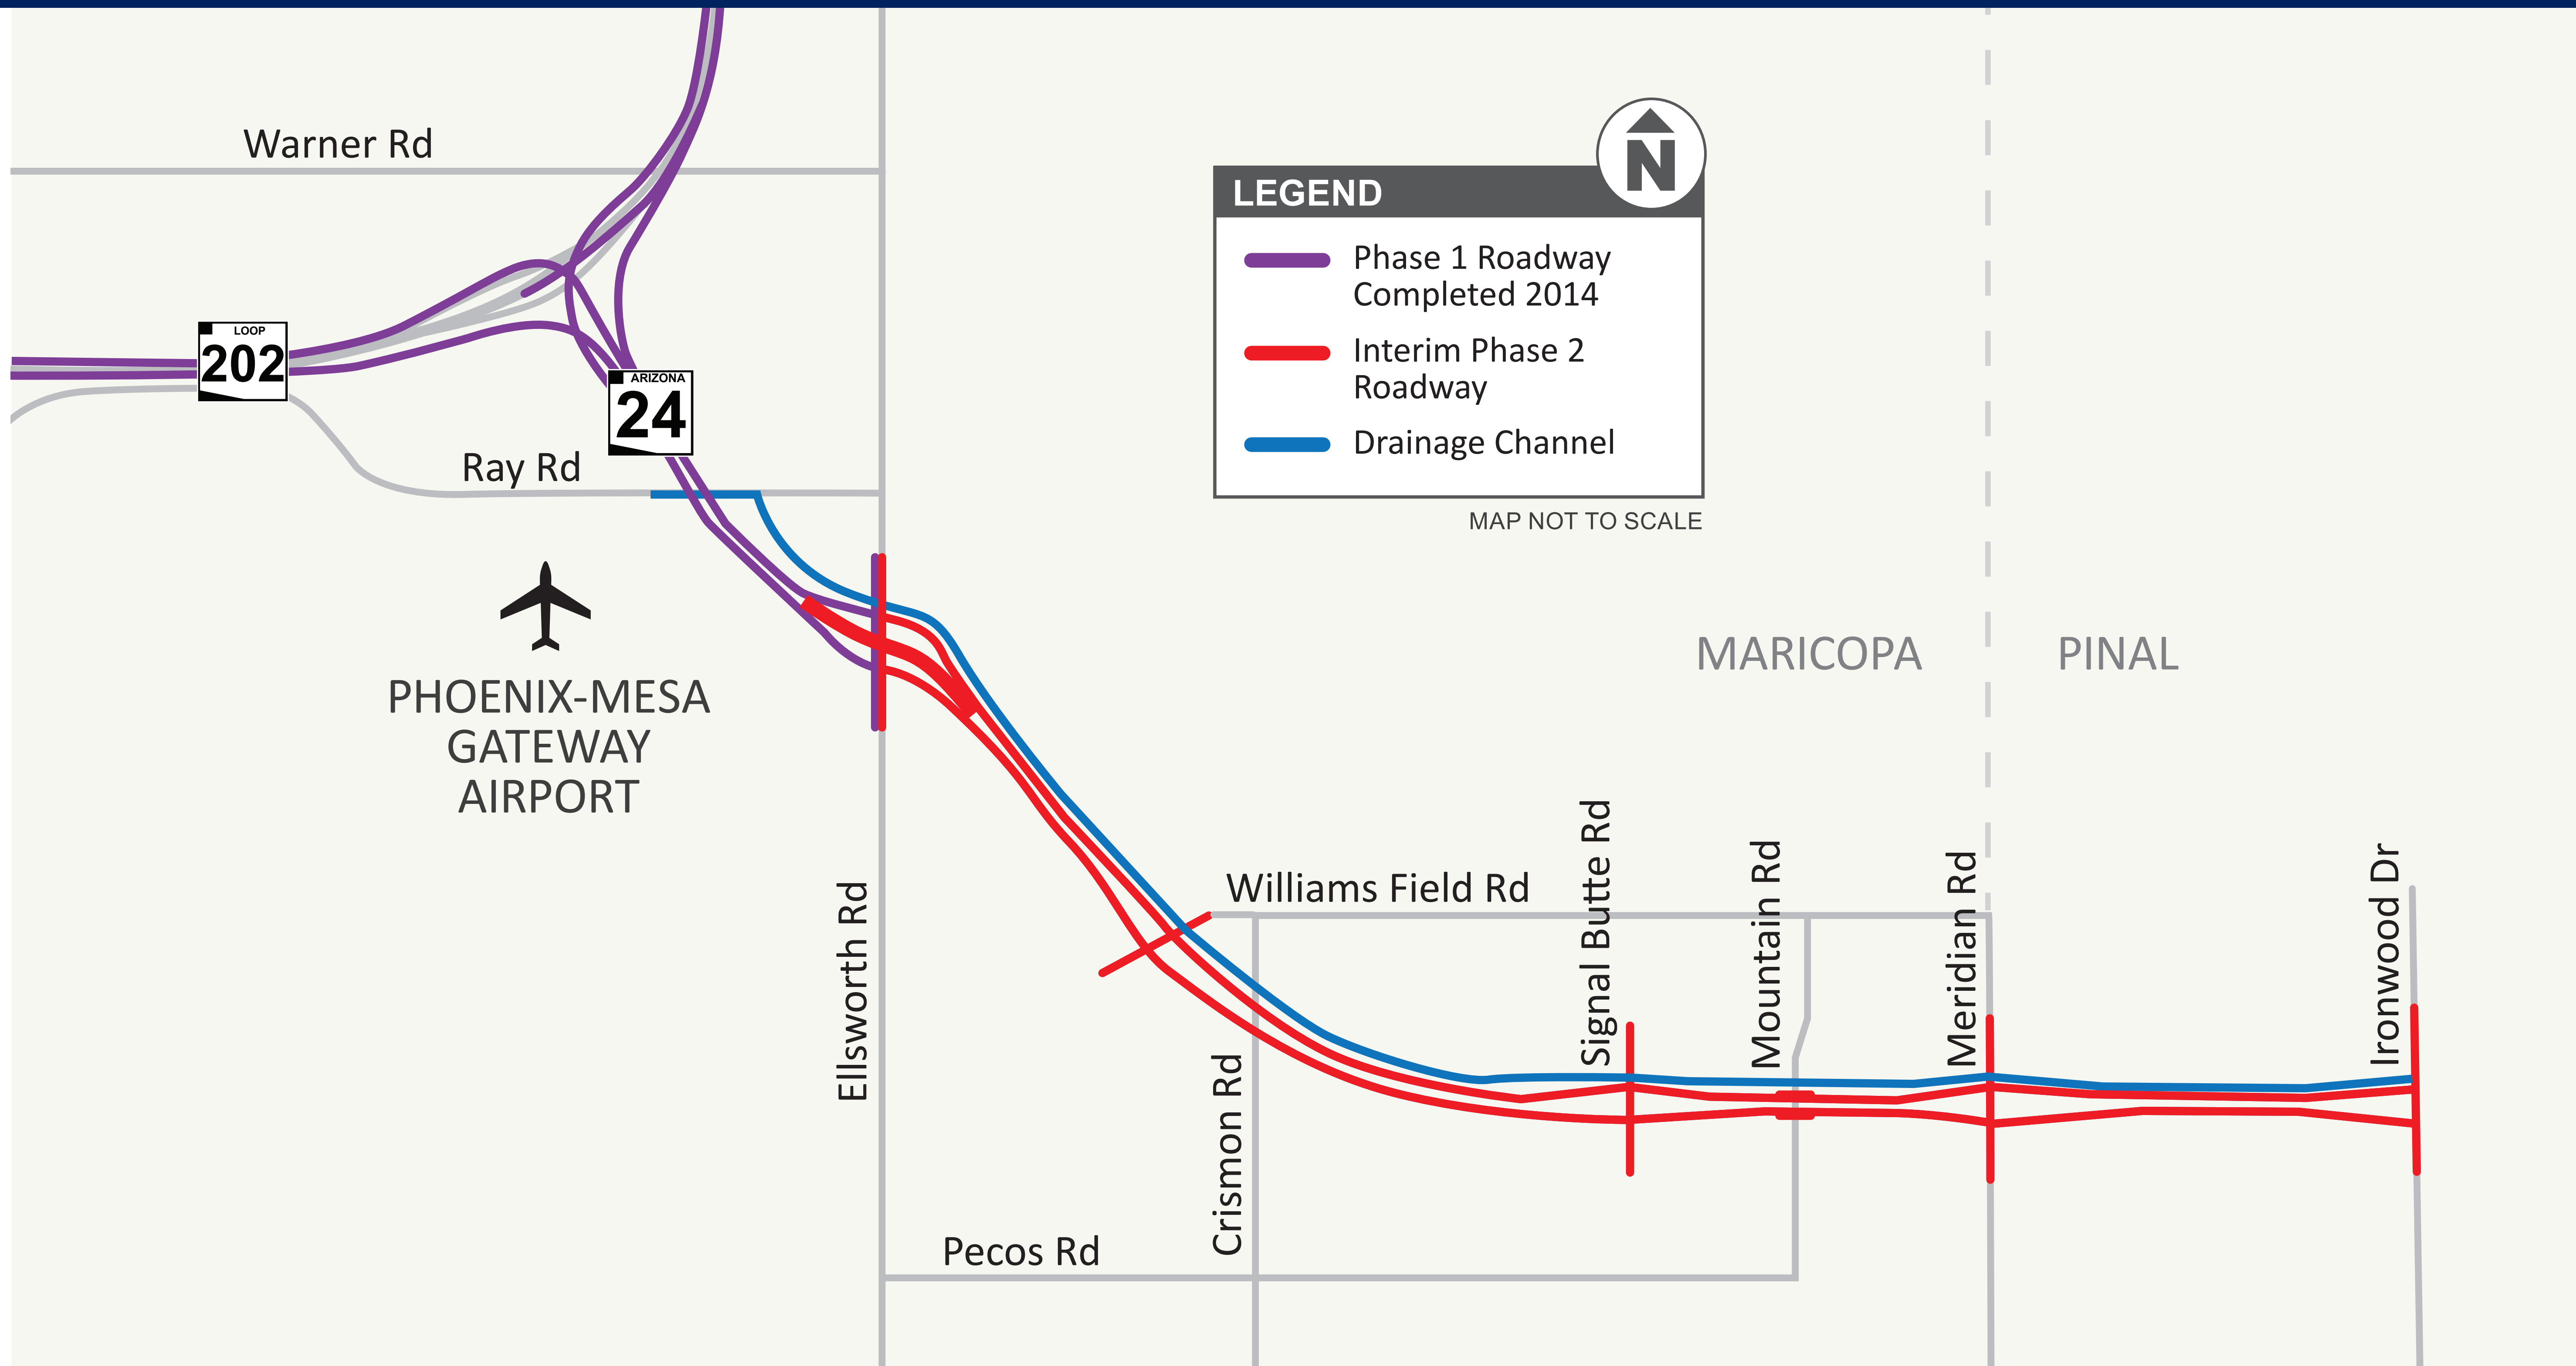 Warner Rd
LOOP
202
ARIZONA
24
Ray Rd
LEGEND
N
Phase 1 Roadway
Completed 2014
Interim Phase 2
Roadway
Drainage Channel
MAP NOT TO SCALE
PHOENIX-MESA
GATEWAY
AIRPORT
MARICOPA
PINAL
Ellsworth Rd
Williams Field Rd
Signal Butte Rd
Mountain Rd
Meridian Rd
Ironwood Dr
Crismon Rd
Pecos Rd